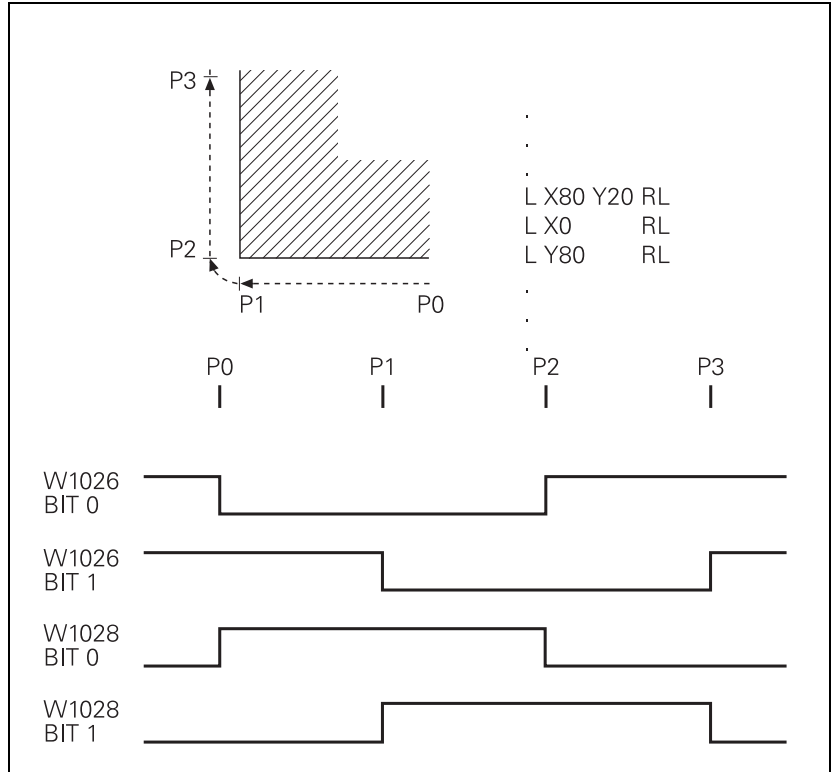 P3
L X80 Y20 RL
L X0 RL
P2
L Y80 RL
P1 P0
P0 P1 P2 P3
W1026
BIT 0
W1026
BIT 1
W1028
BIT 0
W1028
BIT 1